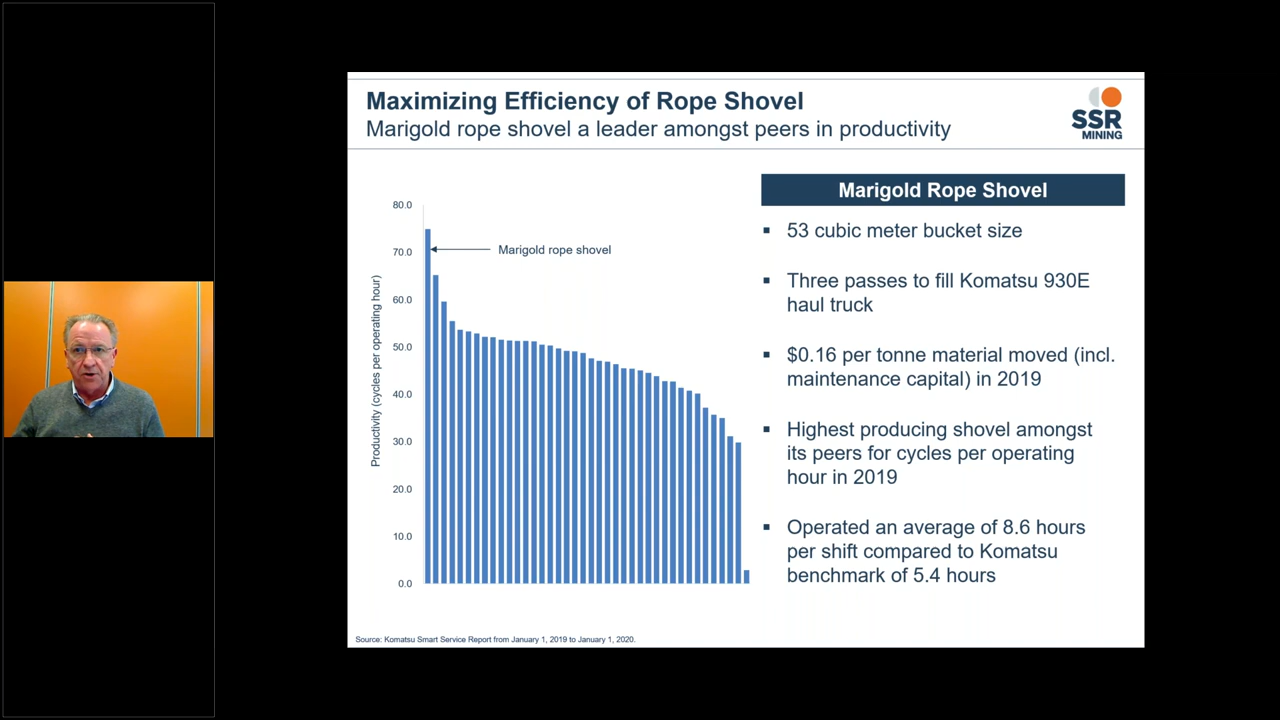 Maximizing Efficiency of Rope Shovel
Marigold rope shovel a leader amongst peers in productivity
SSR
MINING
Productivity (cycles per operating hour)
80.0
70.0
60.0
50.0
40.0
30.0
20.0
10.0
0.0
Marigold rope shovel
Marigold Rope Shovel
▪ 53 cubic meter bucket size
▪ Three passes to fill Komatsu 930E
haul truck
▪ $0.16 per tonne material moved (incl.
maintenance capital) in 2019
▪ Highest producing shovel amongst
its peers for cycles per operating
hour in 2019
▪ Operated an average of 8.6 hours
per shift compared to Komatsu
benchmark of 5.4 hours
Source: Komatsu Smart Service Report from January 1, 2019 to January 1, 2020.